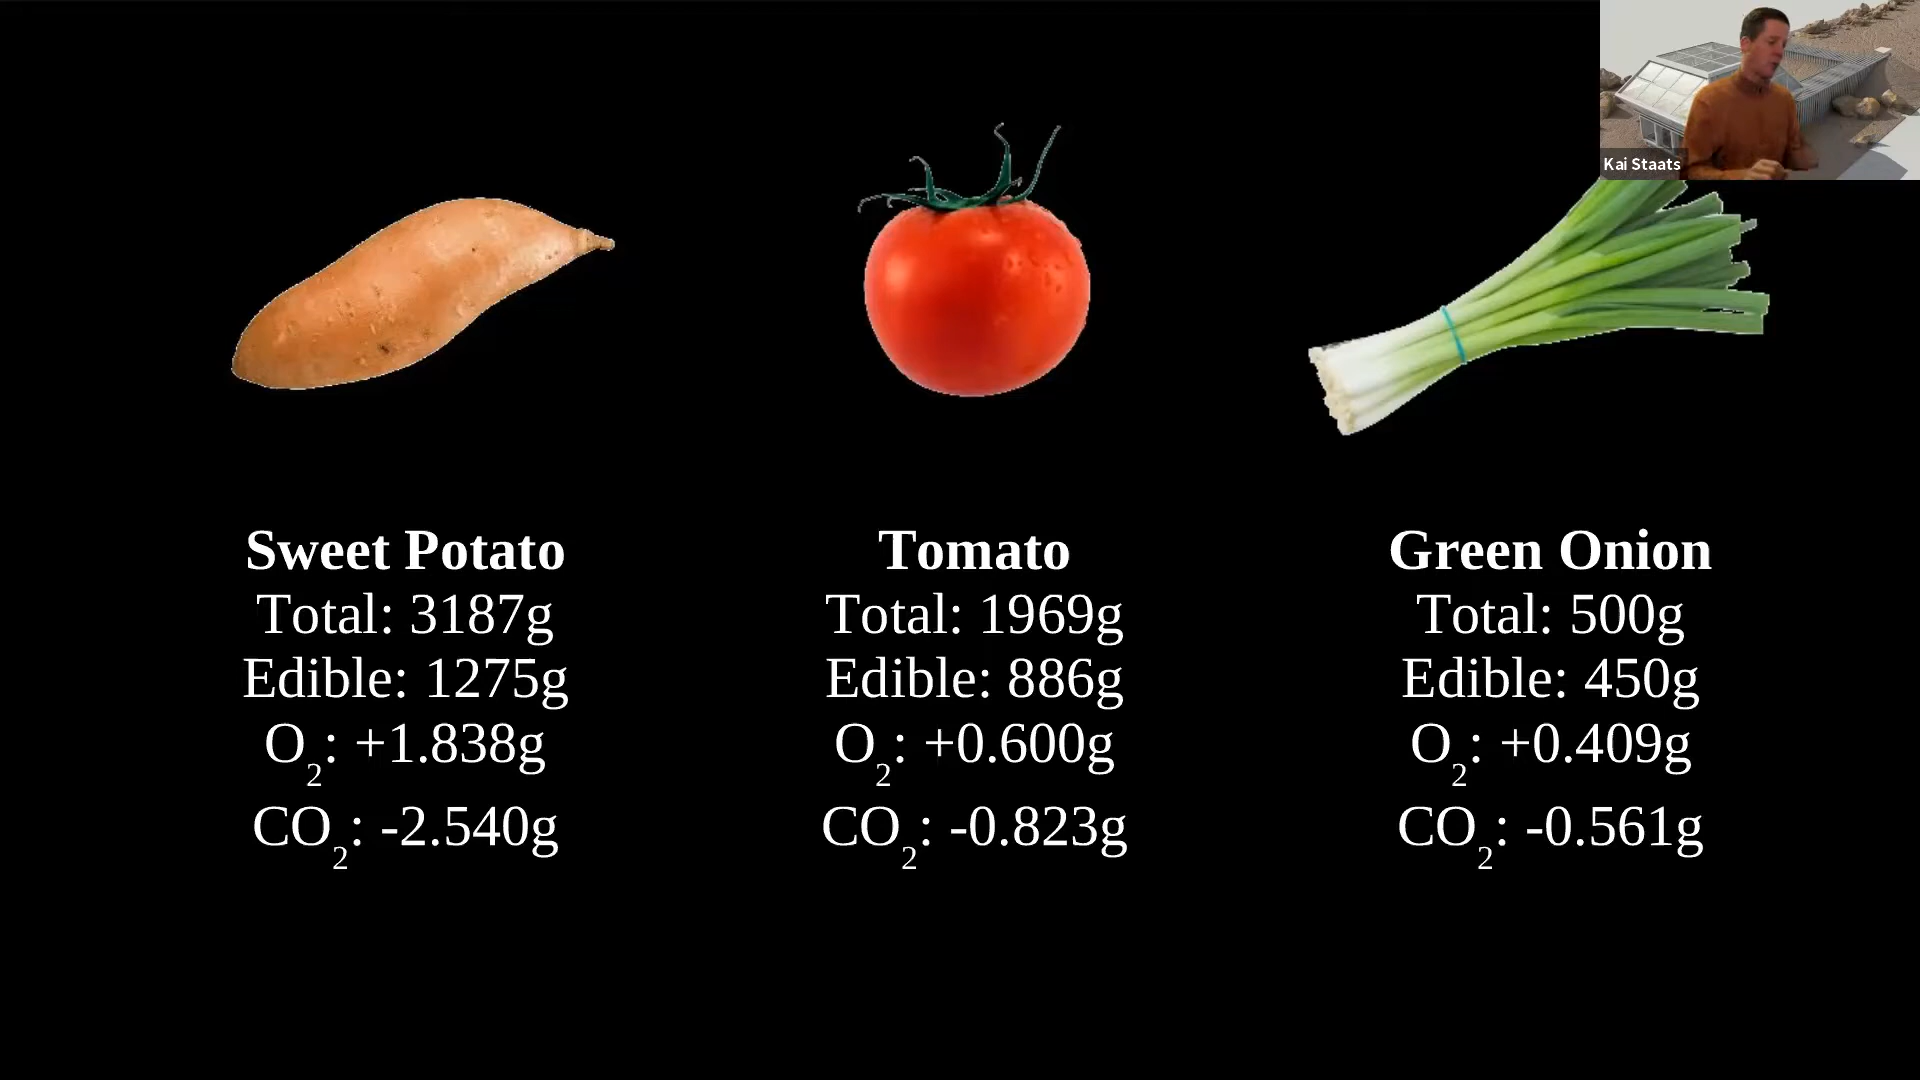 Kai Staats
Sweet Potato
Total: 3187g
Edible: 1275g
O2: +1.838g
CO2: -2.540g
Tomato
Total: 1969g
Edible: 886g
O2: +0.600g
CO2: -0.823g
Green Onion
Total: 500g
Edible: 450g
O2: +0.409g
CO2: -0.561g